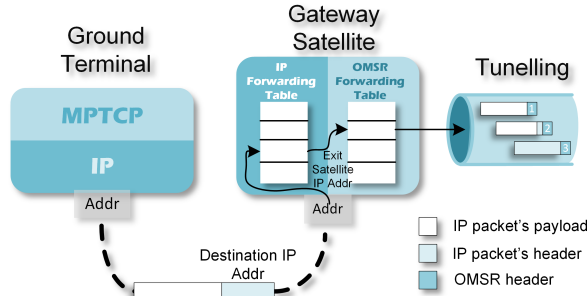 Ground
Terminal
MPTCP
IP
Addr
Gateway
Satellite
IP
Forwarding
Table
OMSR
Forwarding
Table
Exit
Satellite
IP Addr
Addr
Tunelling
1
2
3
Destination IP
Addr
IP packet's payload
IP packet's header
OMSR header